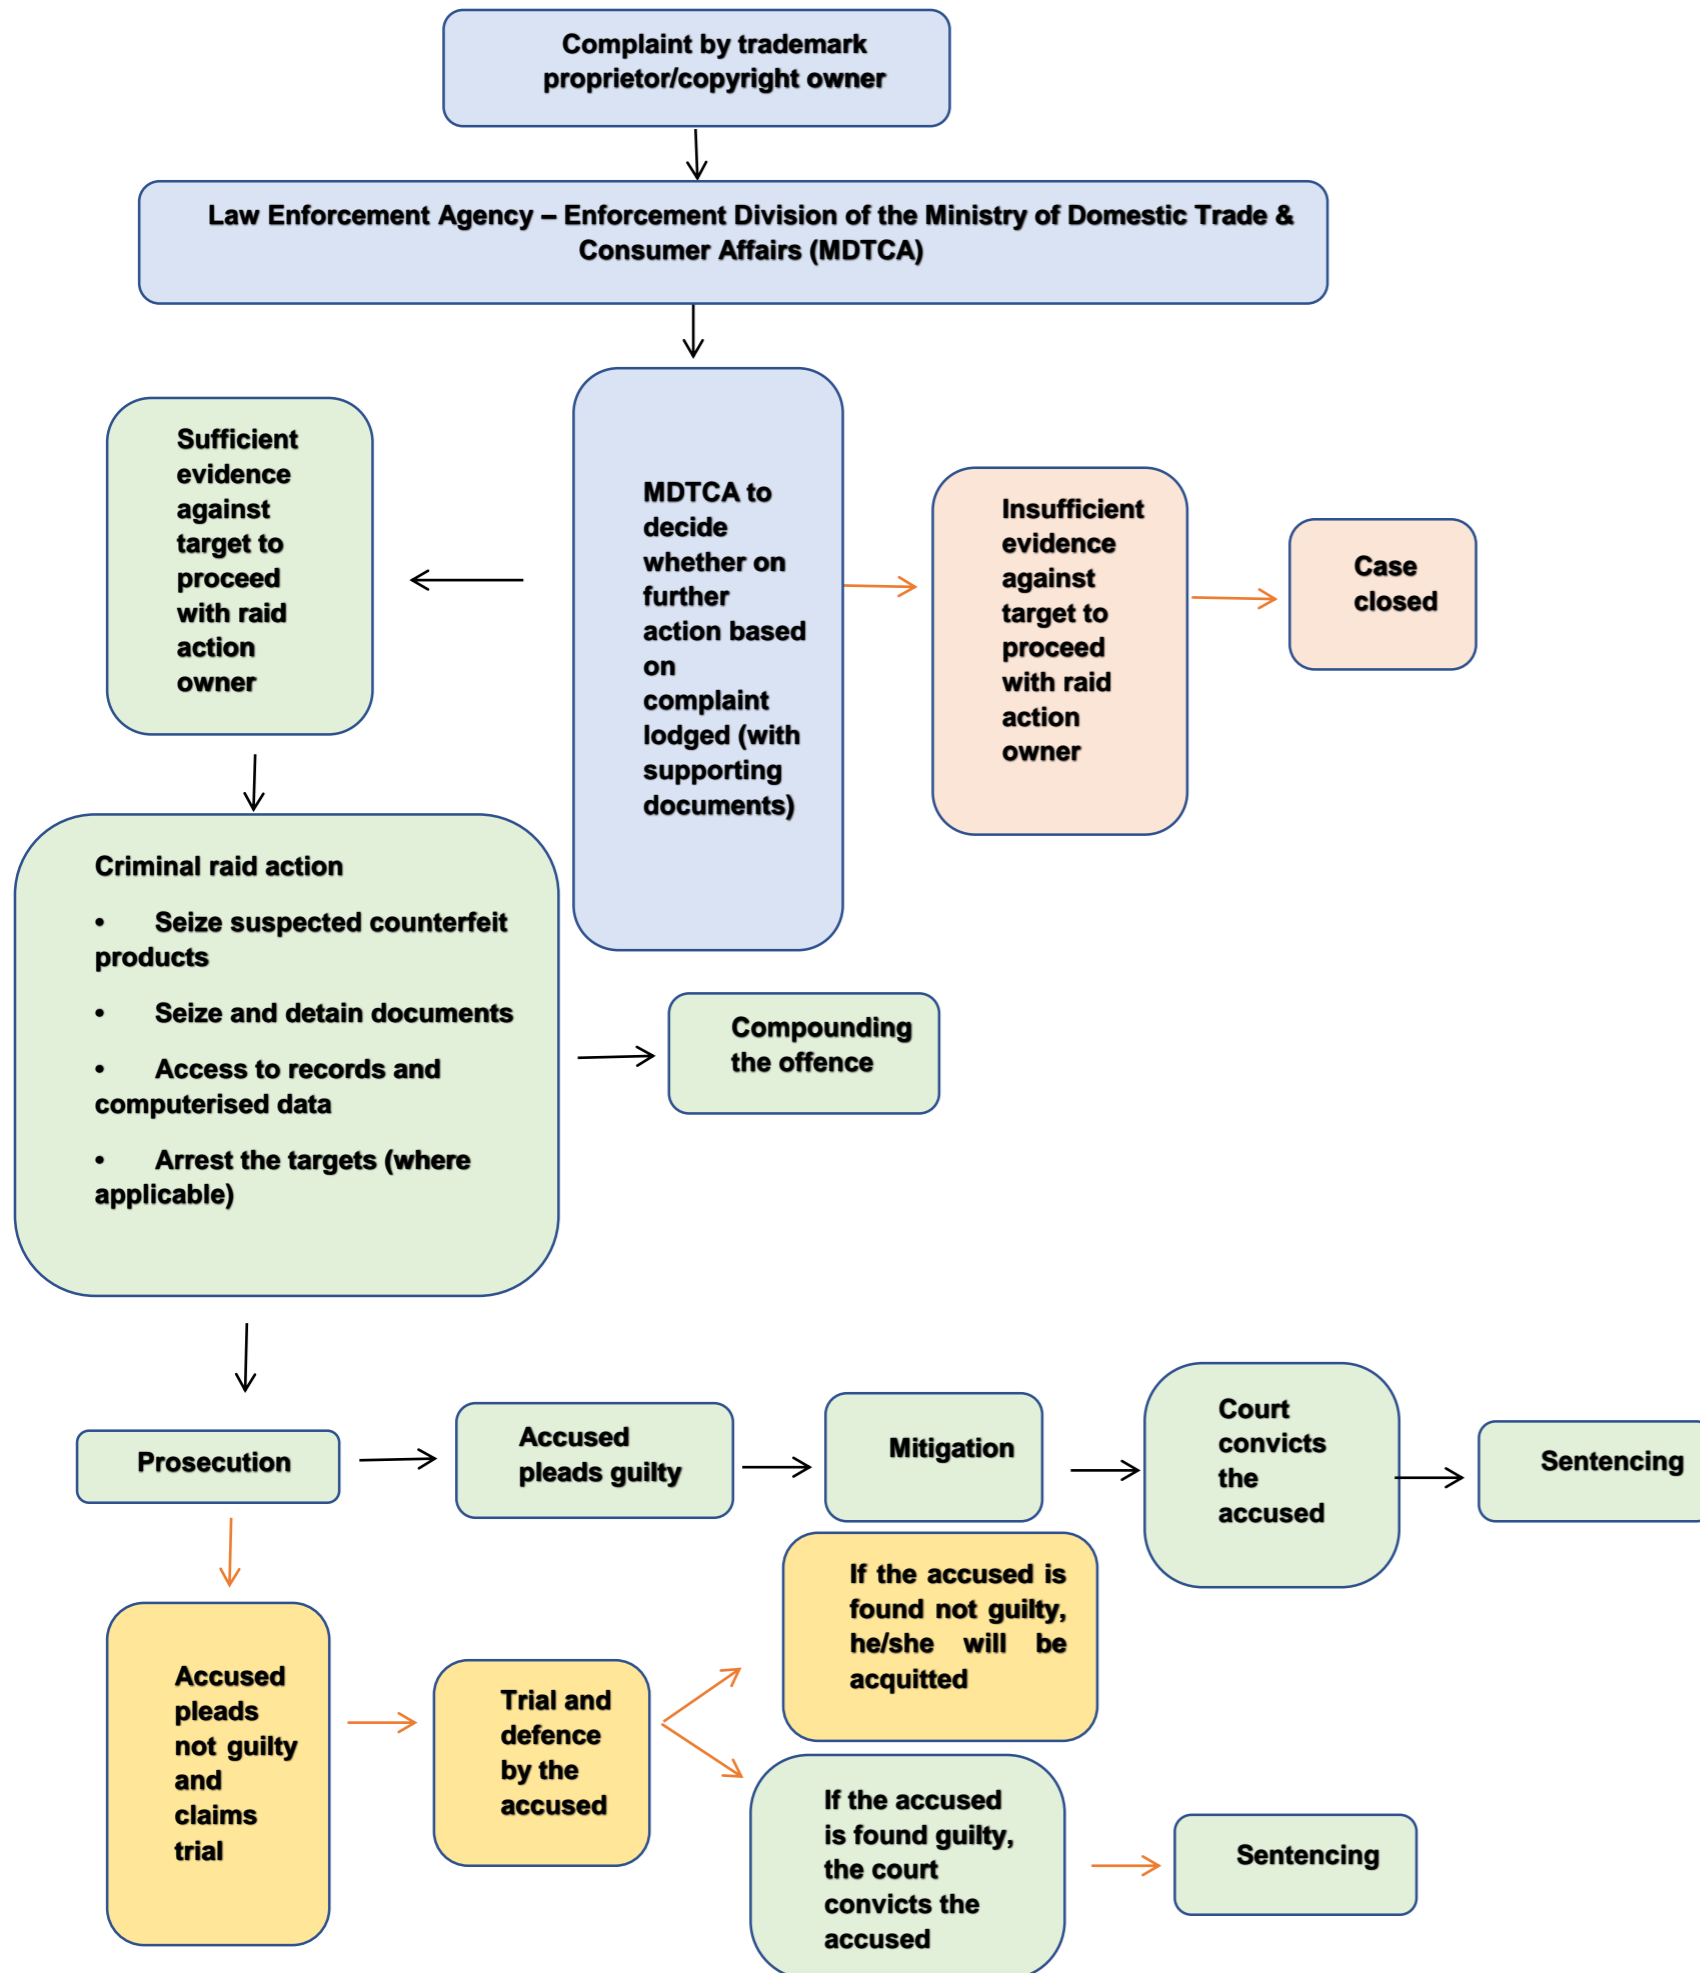 Complaint by trademark
proprietor/copyright owner
Law Enforcement Agency – Enforcement Division of the Ministry of Domestic Trade &
Consumer Affairs (MDTCA)
Sufficient
evidence
against
target to
proceed
with raid
action
owner
MDTCA to
decide
whether on
further
action based
on
complaint
lodged (with
supporting
documents)
Insufficient
evidence
against
target to
proceed
with raid
action
owner
Case
closed
Criminal raid action
• Seize suspected counterfeit
products
• Seize and detain documents
• Access to records and
computerised data
• Arrest the targets (where
applicable)
Compounding
the offence
Prosecution
Accused
pleads guilty
Mitigation
Court
convicts
the
accused
Sentencing
Accused
pleads
not guilty
and
claims
trial
Trial and
defence
by the
accused
If the accused is
found not guilty,
he/she will be
acquitted
If the accused
is found guilty,
the court
convicts the
accused
Sentencing